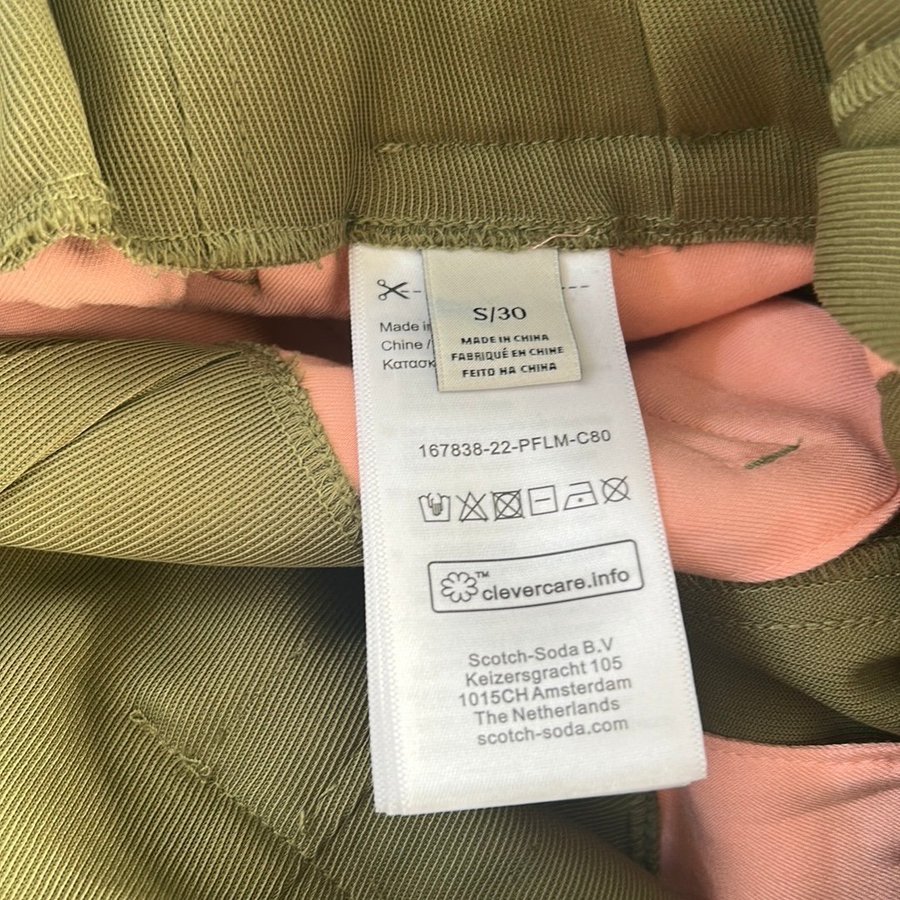 S/30
MADE IN CHINA
FABRIQUÉ EN CHINE
FEITO NA CHINA
Made in
Chine /
167838-22-PFLM-C80
™
clevercare.info
Scotch-Soda B.V
Keizersgracht 105
1015CH Amsterdam
The Netherlands
scotch-soda.com